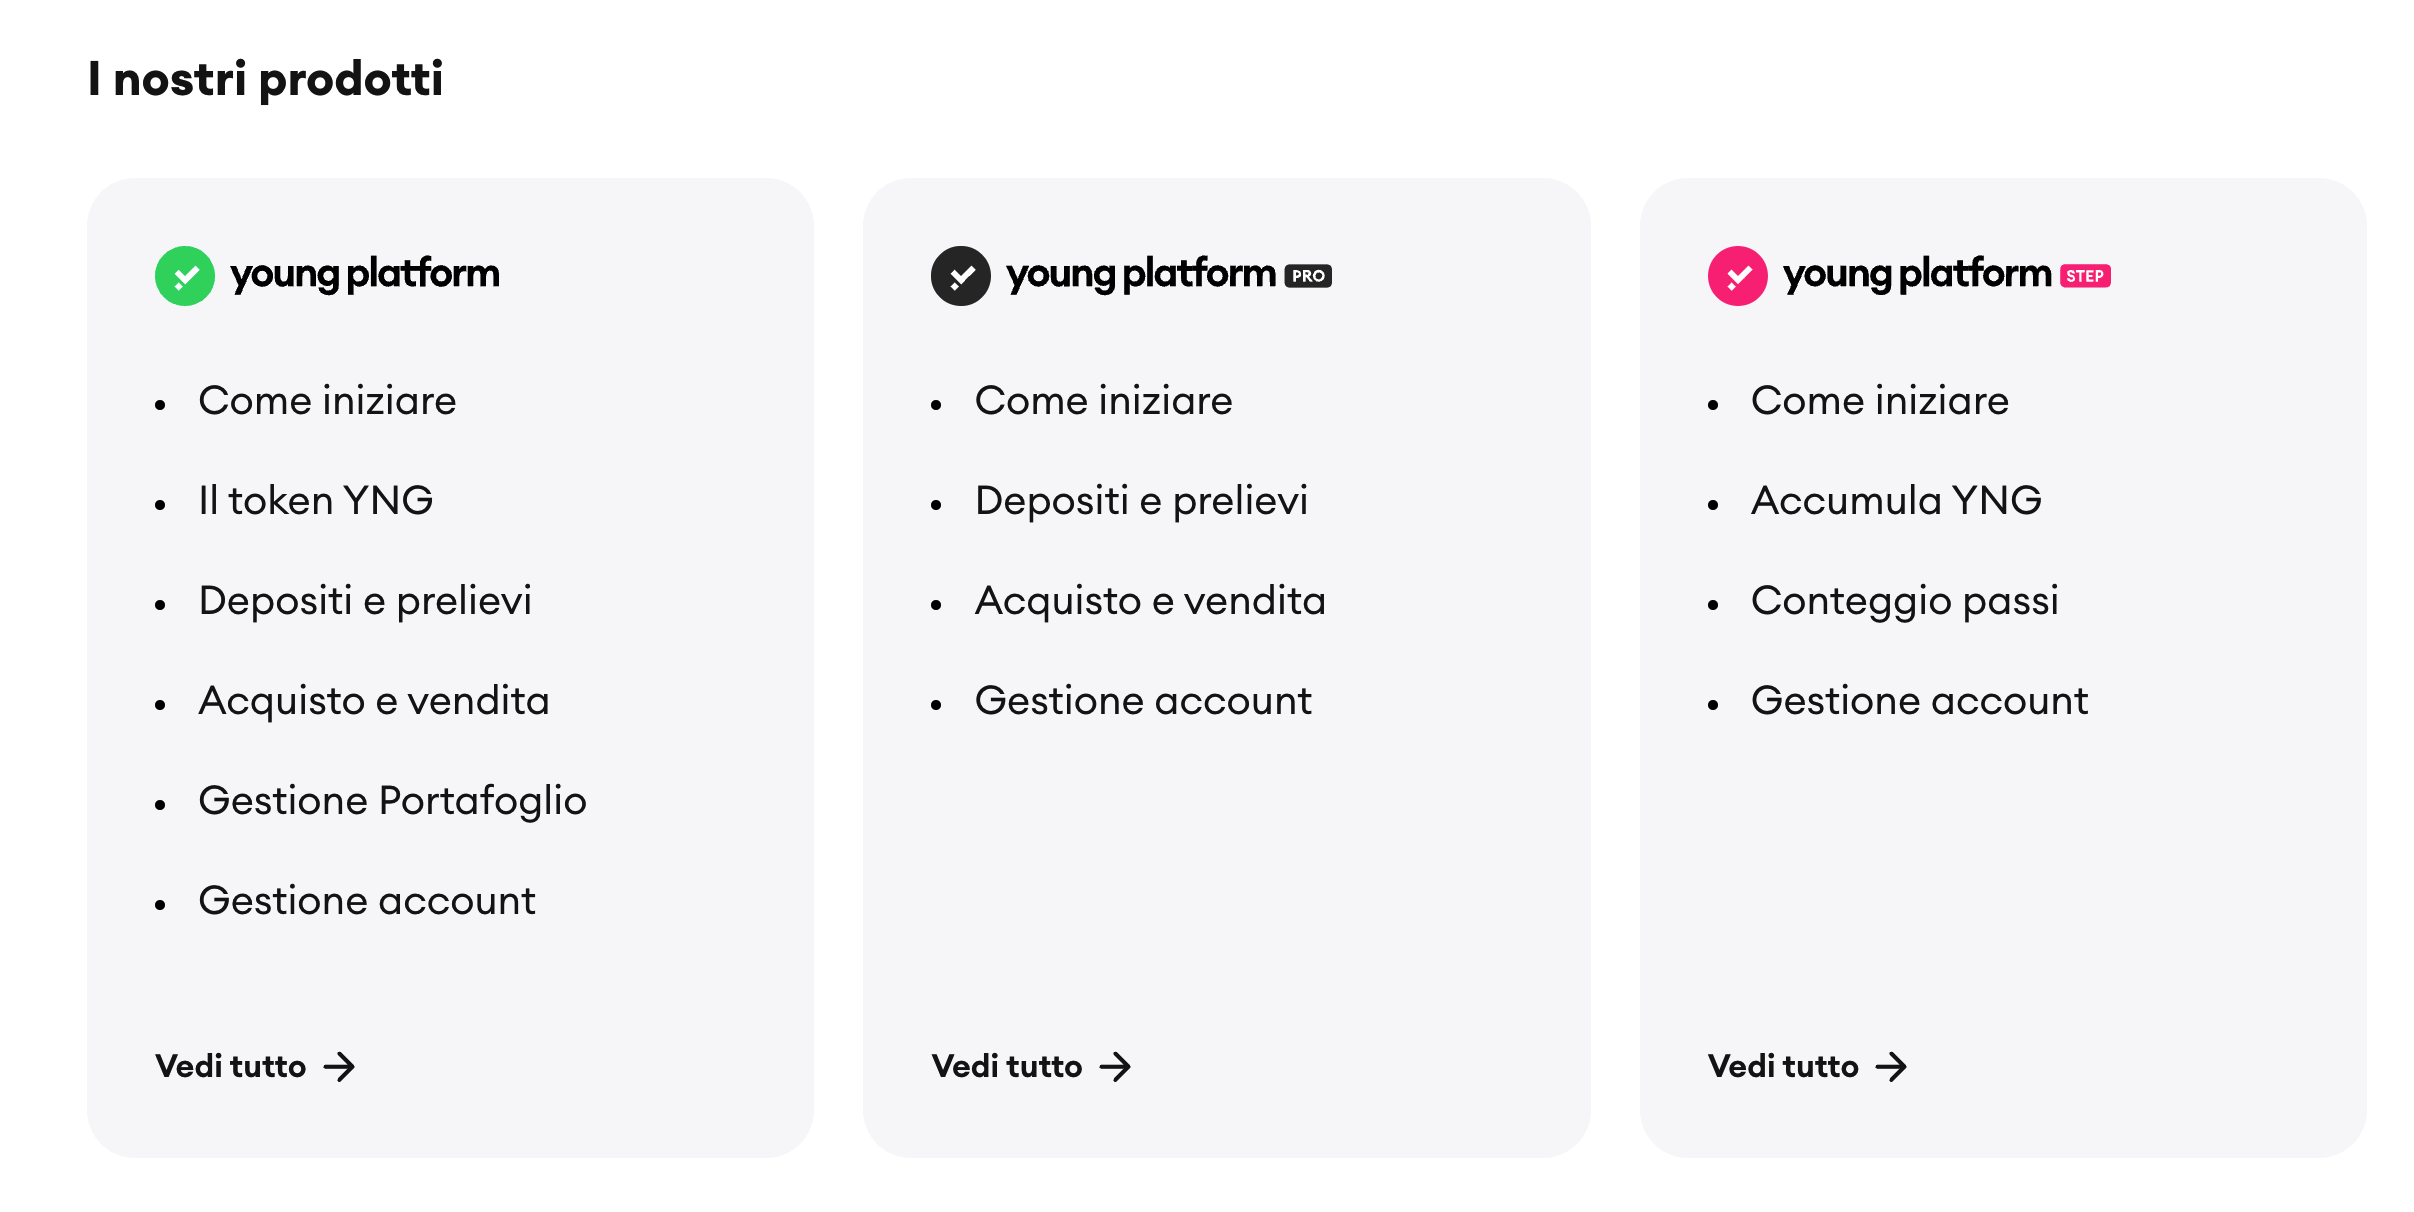 I nostri prodotti
young platform
Come iniziare
Il token YNG
Depositi e prelievi
Acquisto e vendita
Gestione Portafoglio
Gestione account
Vedi tutto
young platform PRO
Come iniziare
Depositi e prelievi
Acquisto e vendita
Gestione account
Vedi tutto
young platform STEP
Come iniziare
Accumula YNG
Conteggio passi
Gestione account
Vedi tutto